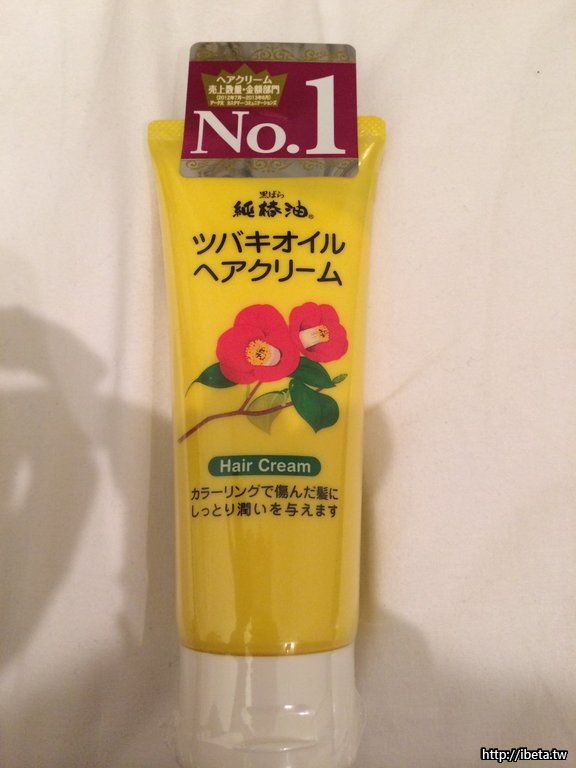 ヘアクリーム
売上数量・金額部門
No.1
黒ばら
純椿油®
ツバキオイル
ヘアクリーム
Hair Cream
カラーリングで傷んだ髪に
しっとり潤いを与えます
http://ibeta.tw